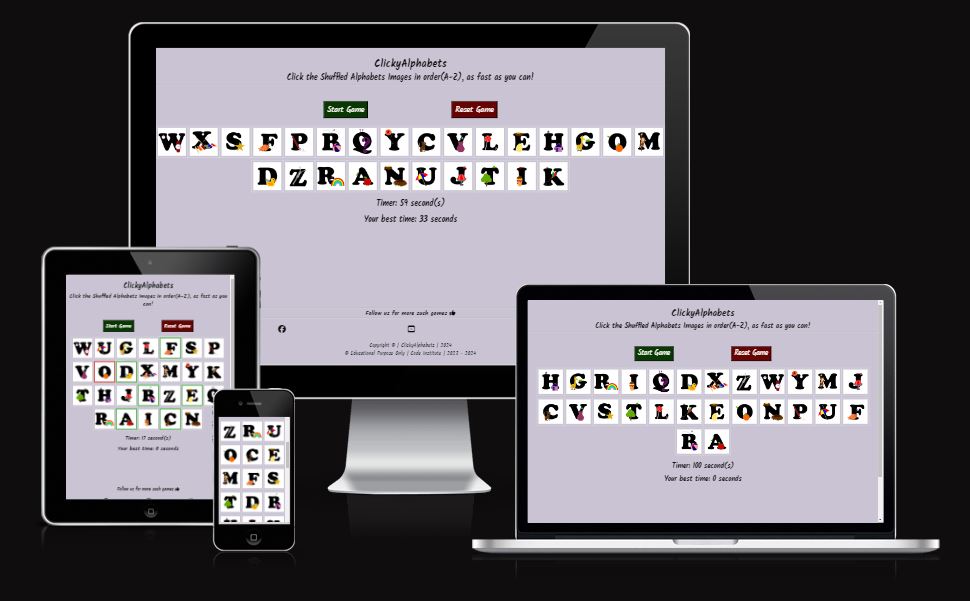 ClickyAlphabets
Click the Shuffled Alphabets Images in order(A-Z), as fast as you can!
Start Game Reset Game
W X S F P R Q Y C V L E H G O M
D Z R A N U J T I K
Timer: 59 second(s)
Your best time: 33 seconds
Follow us for more such games
Copyright © | ClickyAlphabets | 2024
© Educational Purpose Only | Code Institute | 2023 - 2024
ClickyAlphabets
Click the Shuffled Alphabets Images in order(A-Z), as fast as you
can!
Start Game Reset Game
W U G L F S P
V O D X M Y K
T H J B Z E
R A I C N
Timer: 17 second(s)
Your best time: 0 seconds
Follow us for more such games
Z R U
O C E
M F S
T D B
ClickyAlphabets
Click the Shuffled Alphabets Images in order(A-Z), as fast as you can!
Start Game Reset Game
H G R I Q D X Z W Y M J
C V S T L K E O N P U F
B A
Timer: 100 second(s)
Your best time: 0 seconds